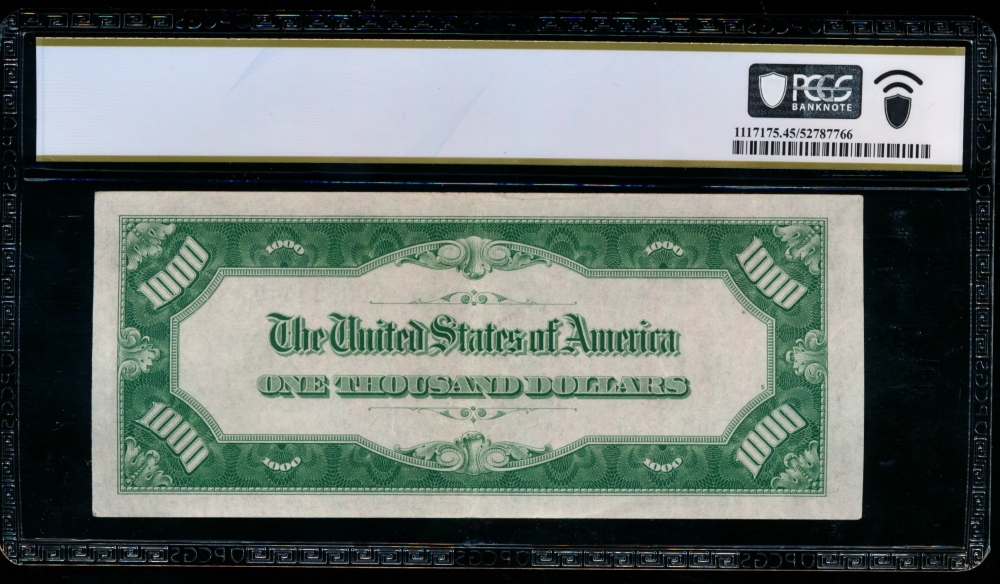 PCGS
BANKNOTE
1117175.45/52787766
1000 1000 1000 1000
The United States of America
ONE THOUSAND DOLLARS
1000 1000 1000 1000